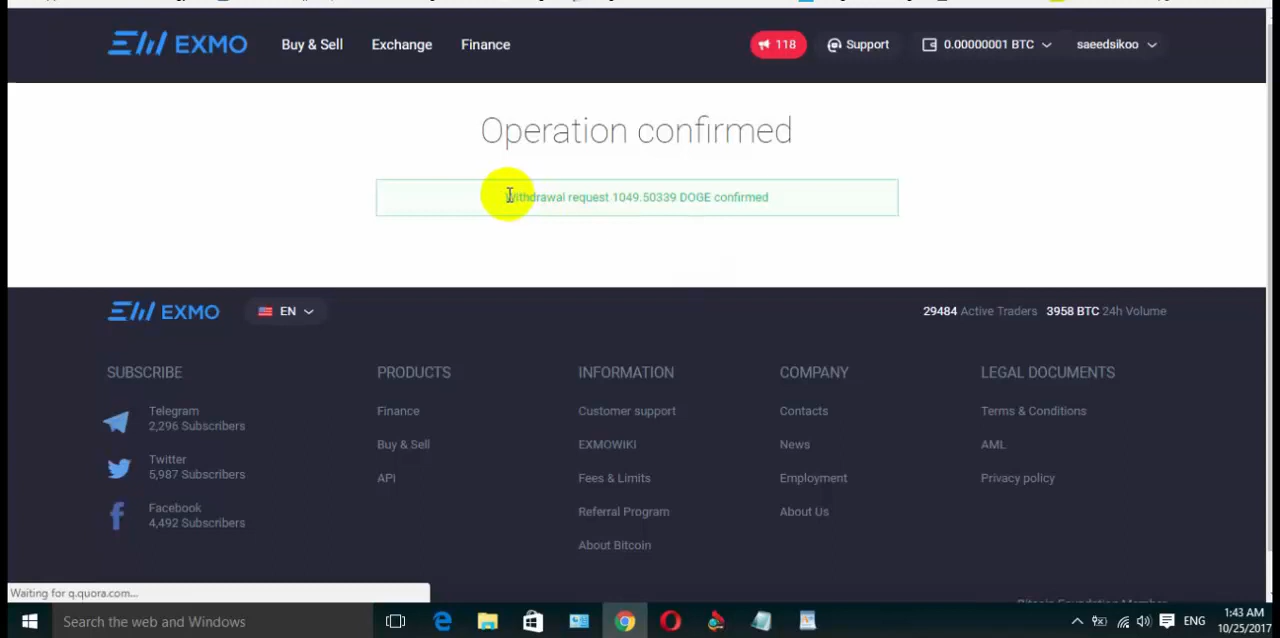 EXMO Buy & Sell Exchange Finance 118 Support 0.00000001 BTC saeedsikoo
Operation confirmed
Withdrawal request 1049.50339 DOGE confirmed
EXMO EN 29484 Active Traders 3958 BTC 24h Volume
SUBSCRIBE PRODUCTS INFORMATION COMPANY LEGAL DOCUMENTS
Telegram Finance Customer support Contacts Terms & Conditions
2,296 Subscribers
Buy & Sell EXMOWIKI News AML
Twitter
5,987 Subscribers API Fees & Limits Employment Privacy policy
Facebook Referral Program About Us
4,492 Subscribers
About Bitcoin
Waiting for q.quora.com...
Bitcoin Foundation Member
Search the web and Windows ENG 1:43 AM
10/25/2017